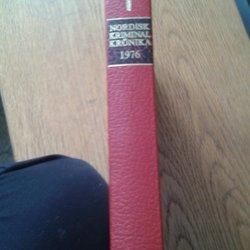 NORDISK
KRIMINAL
KRÖNIKA
1976